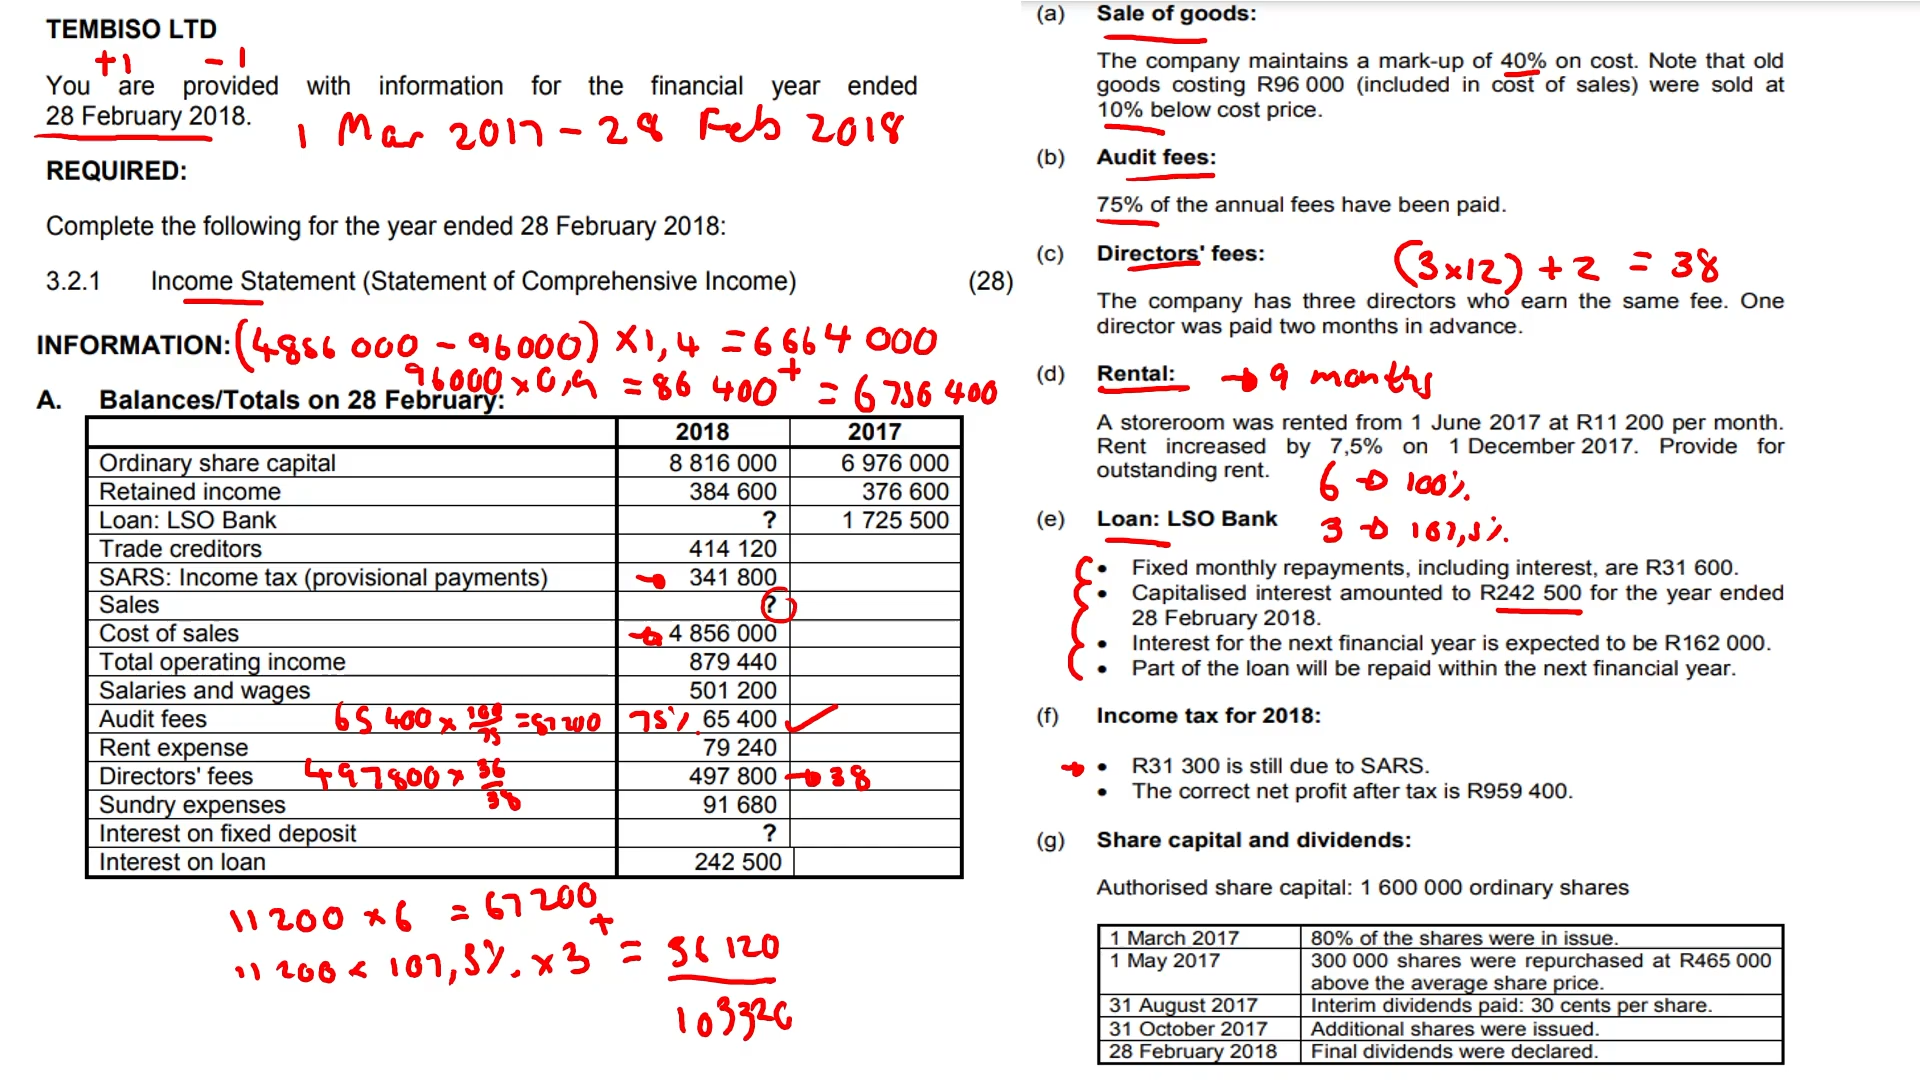 TEMBISO LTD
+1 -1
You are provided with information for the financial year ended
28 February 2018.
1 Mar 2017 - 28 Feb 2018
REQUIRED:
Complete the following for the year ended 28 February 2018:
3.2.1 Income Statement (Statement of Comprehensive Income) (28)
INFORMATION: (4856 000 - 96000) ×1,4 = 6664 000
96000 × 0,9 = 86 400 + = 6 750 400
A. Balances/Totals on 28 February:
2018 2017
Ordinary share capital 8 816 000 6 976 000
Retained income 384 600 376 600
Loan: LSO Bank ? 1 725 500
Trade creditors 414 120
SARS: Income tax (provisional payments) → 341 800
Sales ?
Cost of sales → 4 856 000
Total operating income 879 440
Salaries and wages 501 200
Audit fees 65 400 × 100/75 = 87 200 75% 65 400 ✓
Rent expense 79 240
Directors' fees 497 800 × 36/38 497 800 → 38
Sundry expenses 91 680
Interest on fixed deposit ?
Interest on loan 242 500
11 200 × 6 = 67 200
+
11 200 × 107,5% × 3 = 36 120
103320
(a) Sale of goods:
The company maintains a mark-up of 40% on cost. Note that old
goods costing R96 000 (included in cost of sales) were sold at
10% below cost price.
(b) Audit fees:
75% of the annual fees have been paid.
(c) Directors' fees: (3×12) + 2 = 38
The company has three directors who earn the same fee. One
director was paid two months in advance.
(d) Rental: → 9 months
A storeroom was rented from 1 June 2017 at R11 200 per month.
Rent increased by 7,5% on 1 December 2017. Provide for
outstanding rent.
6 → 100%
(e) Loan: LSO Bank 3 → 107,5%
• Fixed monthly repayments, including interest, are R31 600.
• Capitalised interest amounted to R242 500 for the year ended
28 February 2018.
• Interest for the next financial year is expected to be R162 000.
• Part of the loan will be repaid within the next financial year.
(f) Income tax for 2018:
→ • R31 300 is still due to SARS.
• The correct net profit after tax is R959 400.
(g) Share capital and dividends:
Authorised share capital: 1 600 000 ordinary shares
1 March 2017 80% of the shares were in issue.
1 May 2017 300 000 shares were repurchased at R465 000
above the average share price.
31 August 2017 Interim dividends paid: 30 cents per share.
31 October 2017 Additional shares were issued.
28 February 2018 Final dividends were declared.